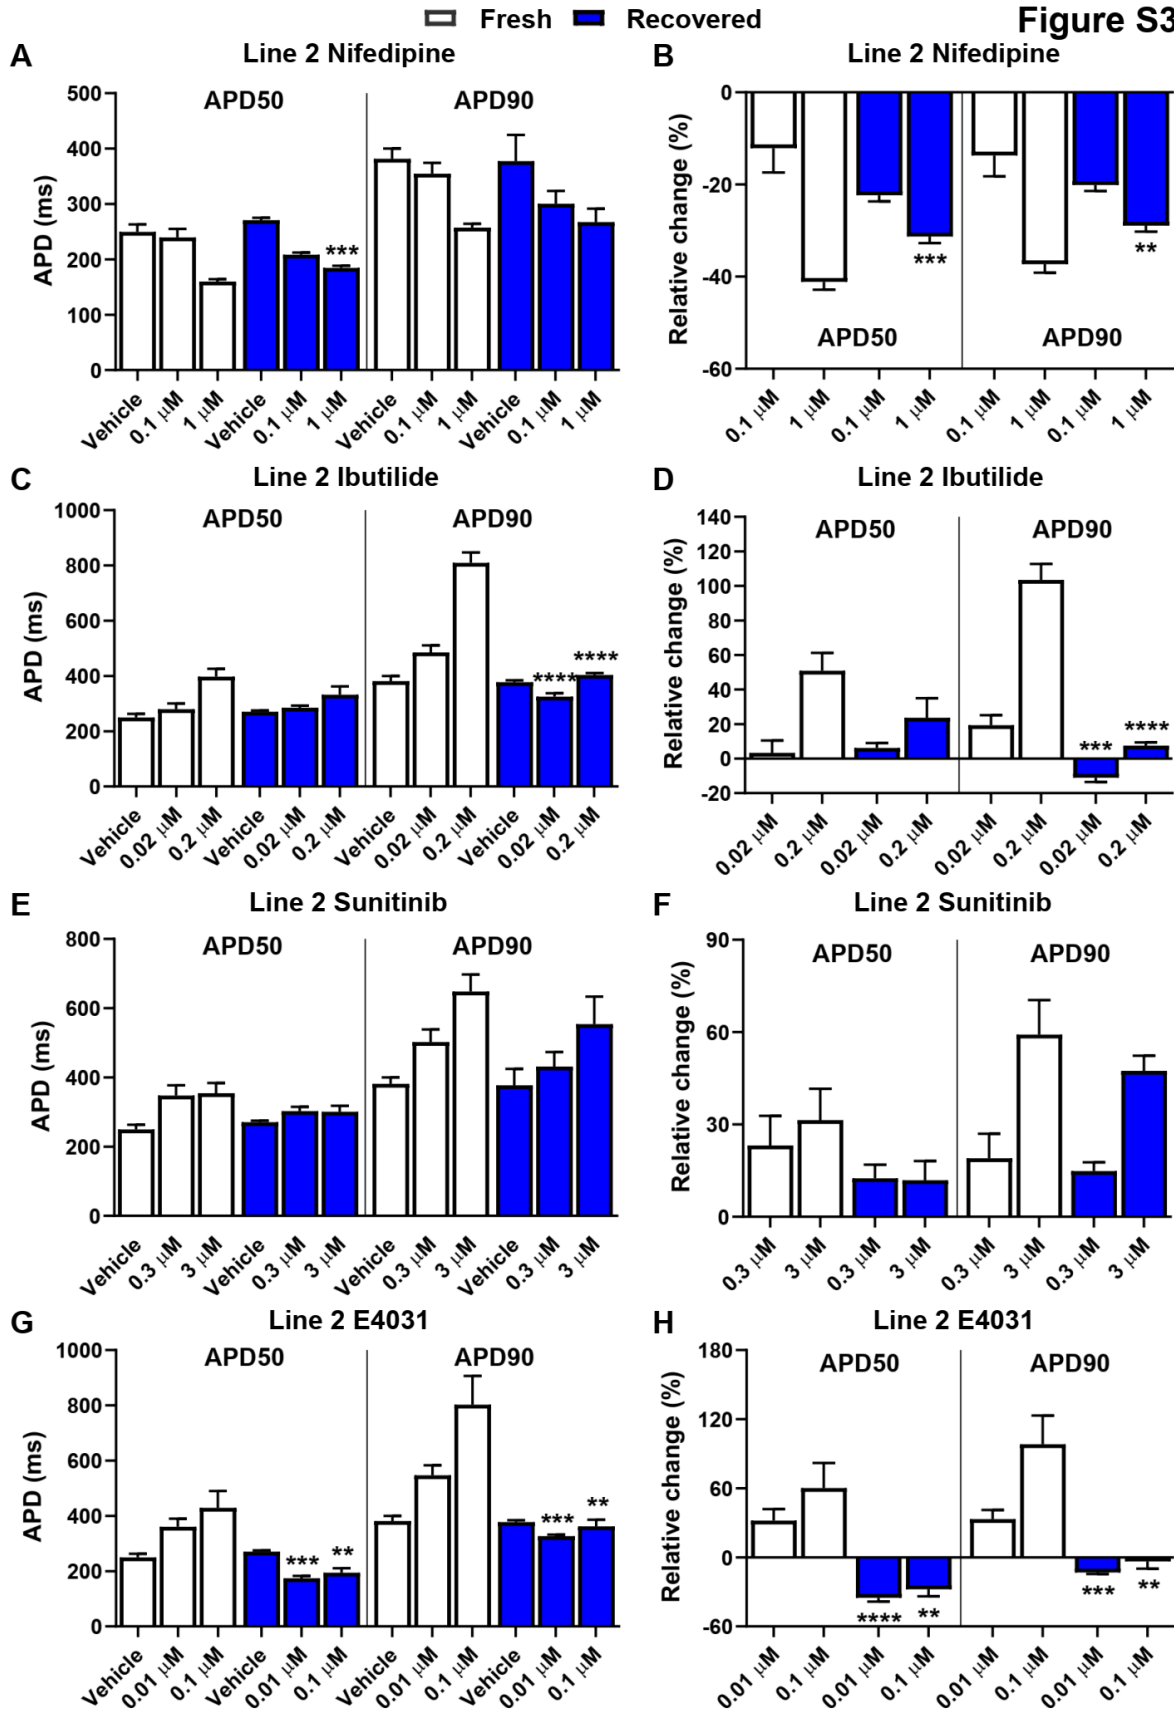 Fresh Recovered
Figure S3
A
Line 2 Nifedipine
APD50
APD90
APD (ms)
500
400
300
200
100
0
Vehicle 0.1 µM 1 µM Vehicle 0.1 µM 1 µM Vehicle 0.1 µM 1 µM Vehicle 0.1 µM 1 µM
***
B
Line 2 Nifedipine
Relative change (%)
0
-20
-40
-60
*** **
APD50 APD90
0.1 µM 1 µM 0.1 µM 1 µM 0.1 µM 1 µM 0.1 µM 1 µM
C
Line 2 Ibutilide
APD50 APD90
APD (ms)
1000
800
600
400
200
0
**** ****
Vehicle 0.02 µM 0.2 µM Vehicle 0.02 µM 0.2 µM Vehicle 0.02 µM 0.2 µM Vehicle 0.02 µM 0.2 µM
D
Line 2 Ibutilide
APD50 APD90
Relative change (%)
140
120
100
80
60
40
20
0
-20
*** ****
0.02 µM 0.2 µM 0.02 µM 0.2 µM 0.02 µM 0.2 µM 0.02 µM 0.2 µM
E
Line 2 Sunitinib
APD50 APD90
APD (ms)
800
600
400
200
0
Vehicle 0.3 µM 3 µM Vehicle 0.3 µM 3 µM Vehicle 0.3 µM 3 µM Vehicle 0.3 µM 3 µM
F
Line 2 Sunitinib
APD50 APD90
Relative change (%)
90
60
30
0
0.3 µM 3 µM 0.3 µM 3 µM 0.3 µM 3 µM 0.3 µM 3 µM
G
Line 2 E4031
APD50 APD90
APD (ms)
1000
800
600
400
200
0
*** ** *** **
Vehicle 0.01 µM 0.1 µM Vehicle 0.01 µM 0.1 µM Vehicle 0.01 µM 0.1 µM Vehicle 0.01 µM 0.1 µM
H
Line 2 E4031
APD50 APD90
Relative change (%)
180
120
60
0
-60
**** ** *** **
0.01 µM 0.1 µM 0.01 µM 0.1 µM 0.01 µM 0.1 µM 0.01 µM 0.1 µM